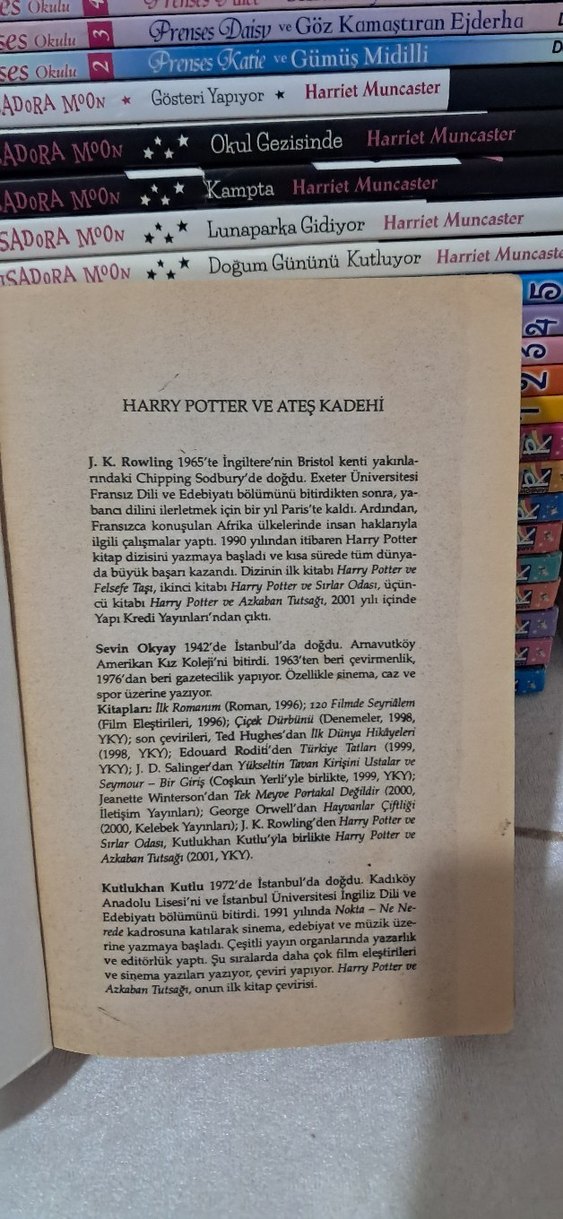 ses Okulu 4
ses Okulu 3 Prenses Daisy ve Göz Kamaştıran Ejderha
ses Okulu 2 Prenses Katie ve Gümüş Midilli
SADORA MOON Gösteri Yapıyor Harriet Muncaster
SADORA MOON Okul Gezisinde Harriet Muncaster
SADORA MOON Kampta Harriet Muncaster
SADORA MOON Lunaparka Gidiyor Harriet Muncaster
ISADORA MOON Doğum Gününü Kutluyor Harriet Muncaste
5
4
3
2
1
HARRY POTTER VE ATEŞ KADEHİ
J. K. Rowling 1965'te İngiltere'nin Bristol kenti yakınla-
rındaki Chipping Sodbury'de doğdu. Exeter Üniversitesi
Fransız Dili ve Edebiyatı bölümünü bitirdikten sonra, ya-
bancı dilini ilerletmek için bir yıl Paris'te kaldı. Ardından,
Fransızca konuşulan Afrika ülkelerinde insan haklarıyla
ilgili çalışmalar yaptı. 1990 yılından itibaren Harry Potter
kitap dizisini yazmaya başladı ve kısa sürede tüm dünya-
da büyük başarı kazandı. Dizinin ilk kitabı Harry Potter ve
Felsefe Taşı, ikinci kitabı Harry Potter ve Sırlar Odası, üçün-
cü kitabı Harry Potter ve Azkaban Tutsağı, 2001 yılı içinde
Yapı Kredi Yayınları'ndan çıktı.
Sevin Okyay 1942'de İstanbul'da doğdu. Arnavutköy
Amerikan Kız Koleji'ni bitirdi. 1963'ten beri çevirmenlik,
1976'dan beri gazetecilik yapıyor. Özellikle sinema, caz ve
spor üzerine yazıyor.
Kitapları: İlk Romanım (Roman, 1996); 120 Filmde Seyriâlem
(Film Eleştirileri, 1996); Çiçek Dürbünü (Denemeler, 1998,
YKY); son çevirileri, Ted Hughes'dan İlk Dünya Hikâyeleri
(1998, YKY); Edouard Roditi'den Türkiye Tatları (1999,
YKY); J. D. Salinger'dan Yükseltin Tavan Kirişini Ustalar ve
Seymour – Bir Giriş (Coşkun Yerli'yle birlikte, 1999, YKY);
Jeanette Winterson'dan Tek Meyve Portakal Değildir (2000,
İletişim Yayınları); George Orwell'dan Hayvanlar Çiftliği
(2000, Kelebek Yayınları); J. K. Rowling'den Harry Potter ve
Sırlar Odası, Kutlukhan Kutlu'yla birlikte Harry Potter ve
Azkaban Tutsağı (2001, YKY).
Kutlukhan Kutlu 1972'de İstanbul'da doğdu. Kadıköy
Anadolu Lisesi'ni ve İstanbul Üniversitesi İngiliz Dili ve
Edebiyatı bölümünü bitirdi. 1991 yılında Nokta – Ne Ne-
rede kadrosuna katılarak sinema, edebiyat ve müzik üze-
rine yazmaya başladı. Çeşitli yayın organlarında yazarlık
ve editörlük yaptı. Şu sıralarda daha çok film eleştirileri
ve sinema yazıları yazıyor, çeviri yapıyor. Harry Potter ve
Azkaban Tutsağı, onun ilk kitap çevirisi.